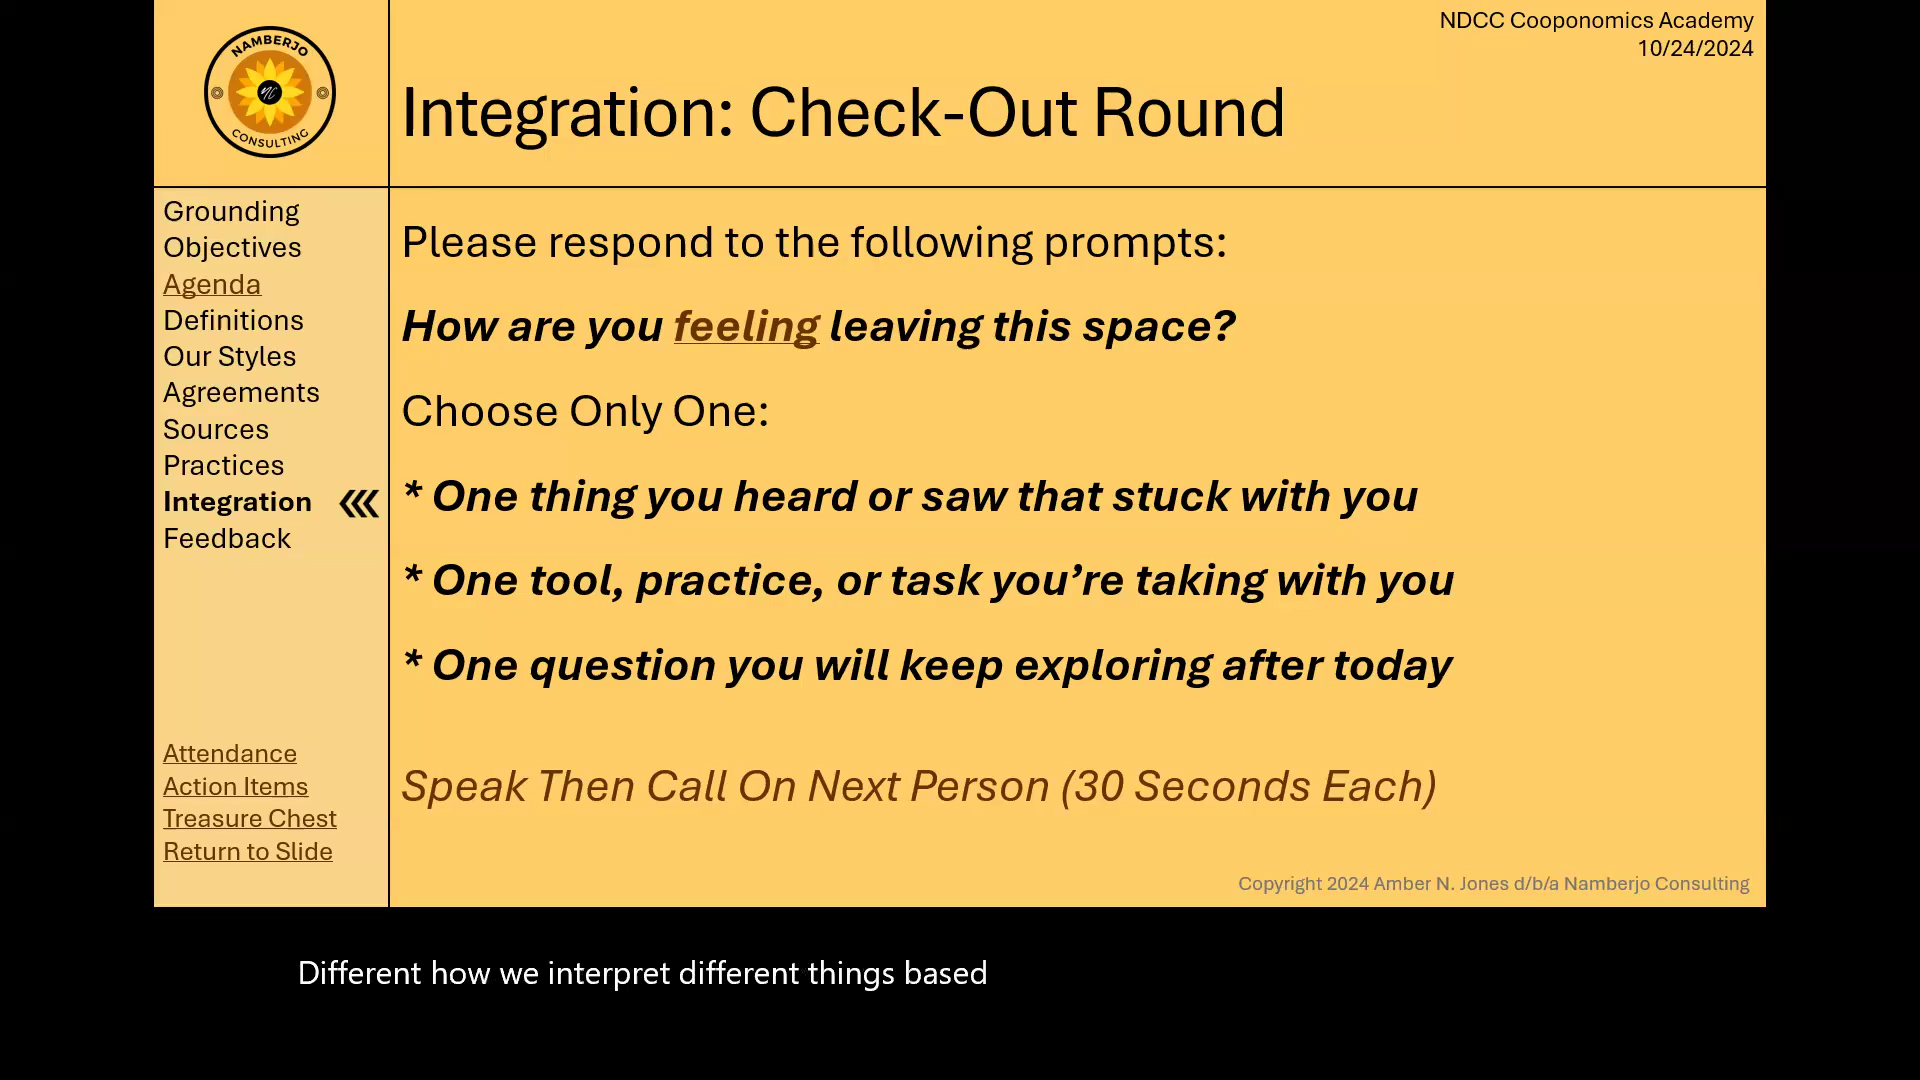 NAMBERJO
NC
CONSULTING
NDCC Cooponomics Academy
10/24/2024
Integration: Check-Out Round
Grounding
Objectives
Agenda
Definitions
Our Styles
Agreements
Sources
Practices
Integration
Feedback
Attendance
Action Items
Treasure Chest
Return to Slide
Please respond to the following prompts:
How are you feeling leaving this space?
Choose Only One:
* One thing you heard or saw that stuck with you
* One tool, practice, or task you’re taking with you
* One question you will keep exploring after today
Speak Then Call On Next Person (30 Seconds Each)
Copyright 2024 Amber N. Jones d/b/a Namberjo Consulting
Different how we interpret different things based